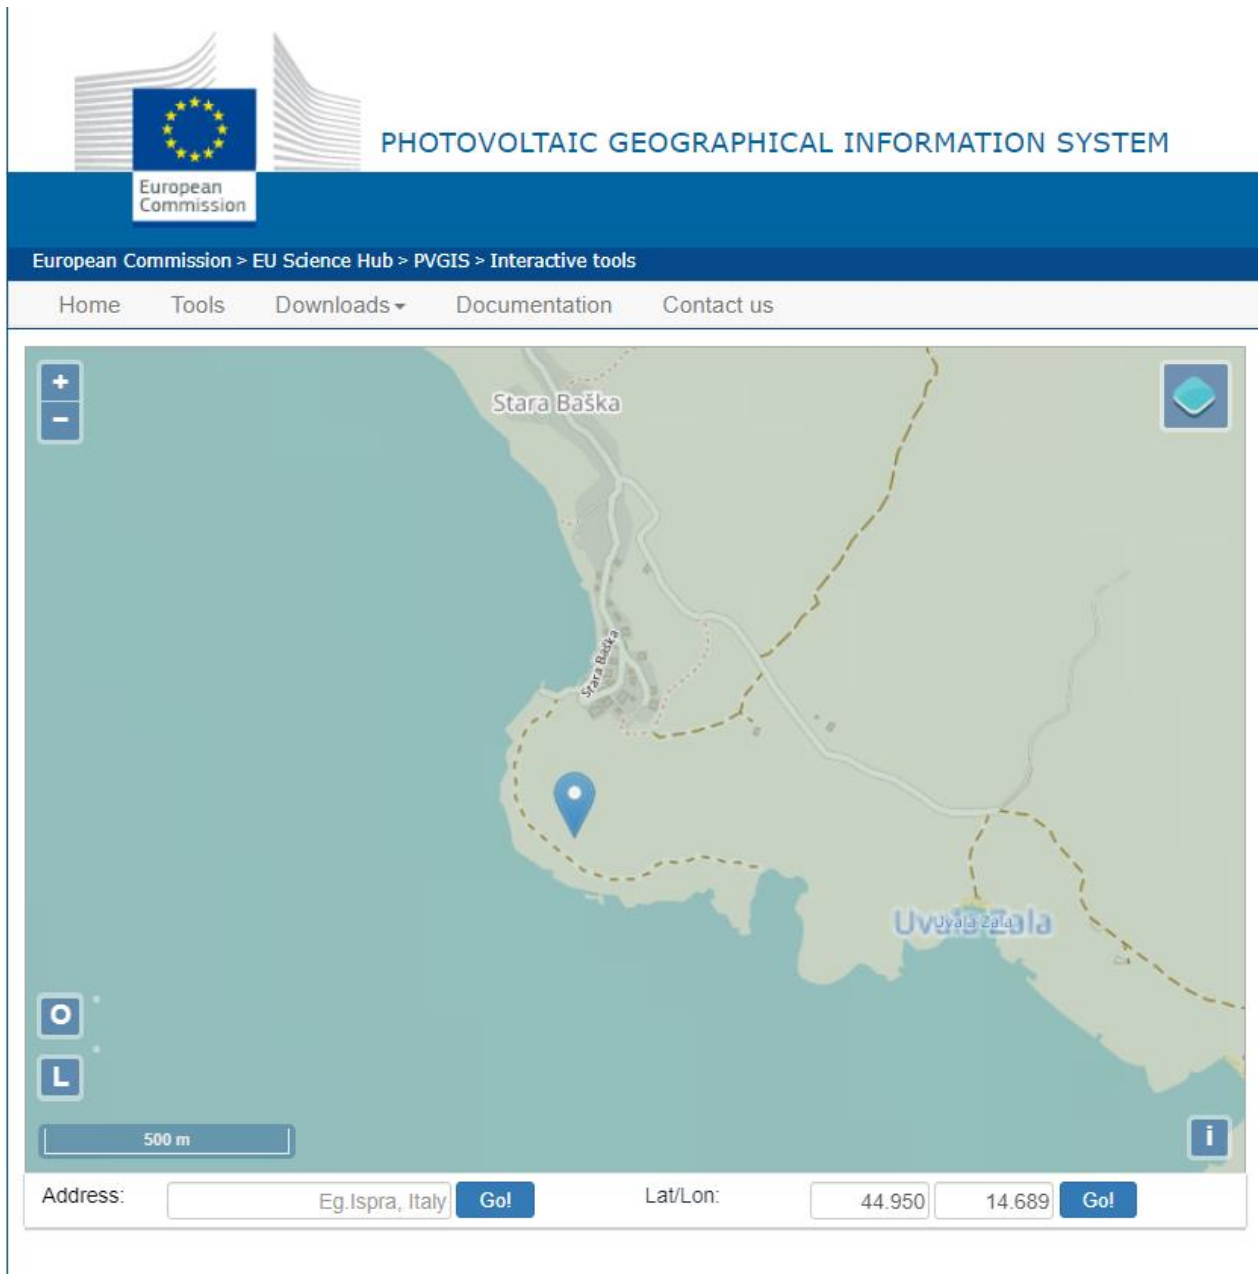 PHOTOVOLTAIC GEOGRAPHICAL INFORMATION SYSTEM
European
Commission
European Commission > EU Science Hub > PVGIS > Interactive tools
Home Tools Downloads Documentation Contact us
+
−
Stara Baška
Stara Baška
Uvala Zala
Uvala Zala
O
L
500 m
i
Address: Eg.Ispra, Italy Go! Lat/Lon: 44.950 14.689 Go!